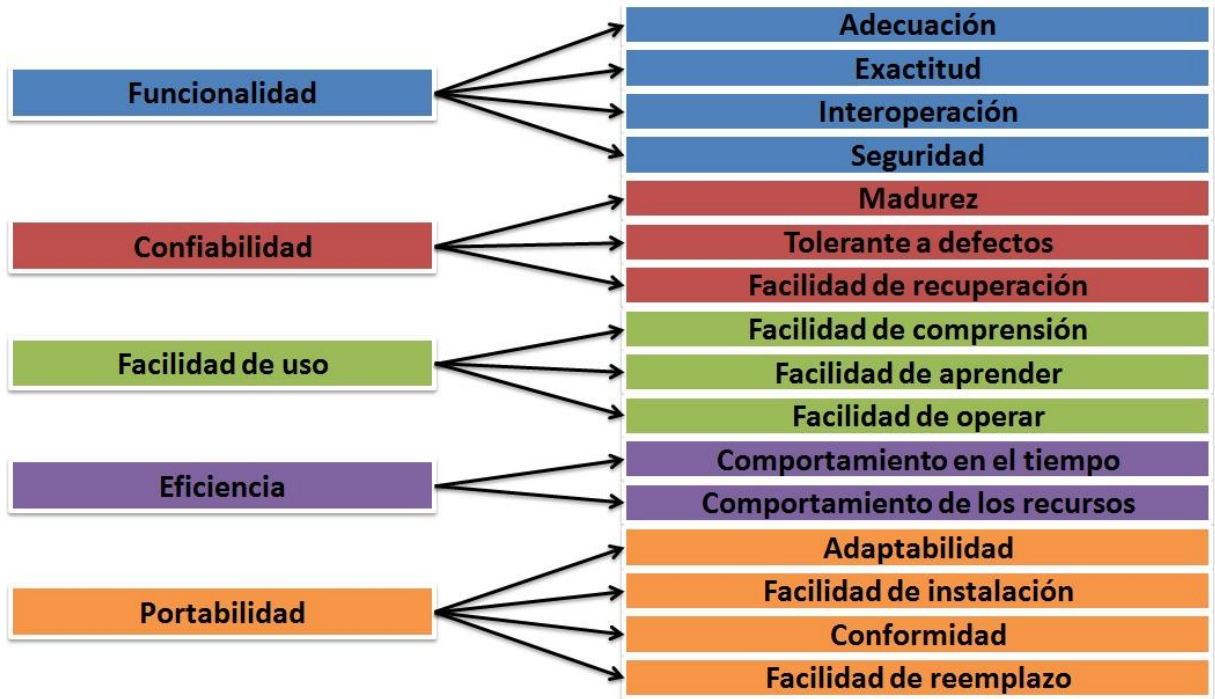 Funcionalidad
Adecuación
Exactitud
Interoperación
Seguridad
Confiabilidad
Madurez
Tolerante a defectos
Facilidad de recuperación
Facilidad de uso
Facilidad de comprensión
Facilidad de aprender
Facilidad de operar
Eficiencia
Comportamiento en el tiempo
Comportamiento de los recursos
Portabilidad
Adaptabilidad
Facilidad de instalación
Conformidad
Facilidad de reemplazo